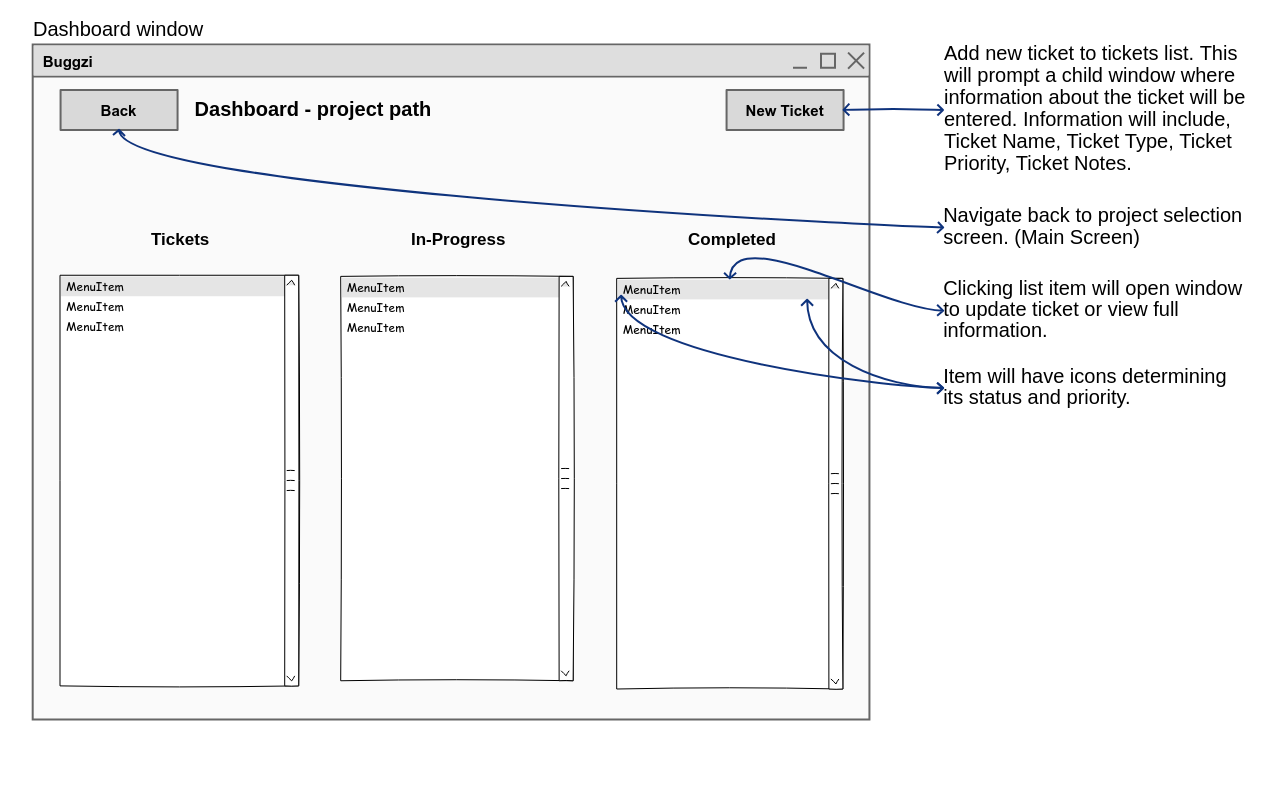 Dashboard window
Buggzi
Back
Dashboard - project path
New Ticket
Add new ticket to tickets list. This
will prompt a child window where
information about the ticket will be
entered. Information will include,
Ticket Name, Ticket Type, Ticket
Priority, Ticket Notes.
Navigate back to project selection
screen. (Main Screen)
Tickets
In-Progress
Completed
MenuItem
MenuItem
MenuItem
MenuItem
MenuItem
MenuItem
MenuItem
MenuItem
MenuItem
Clicking list item will open window
to update ticket or view full
information.
Item will have icons determining
its status and priority.